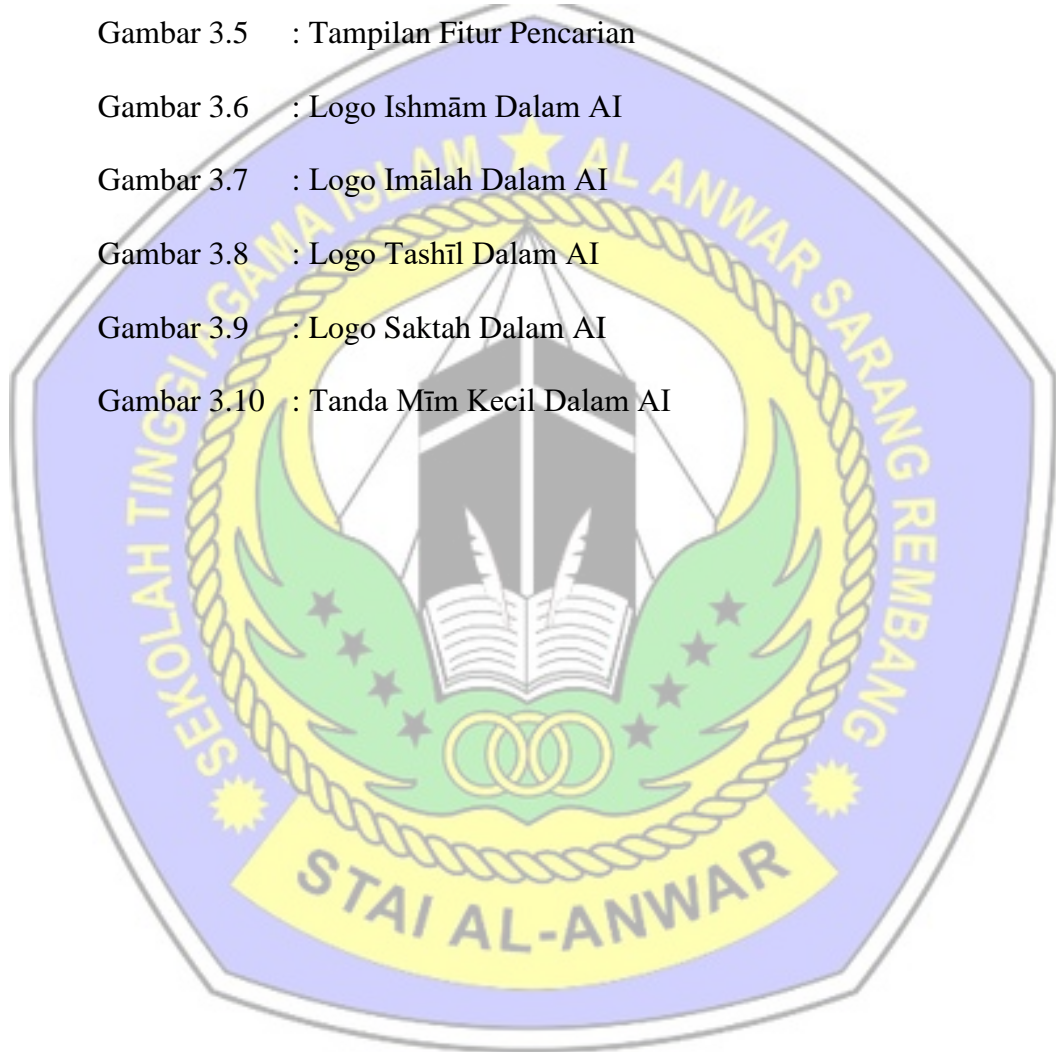 Gambar 3.5 : Tampilan Fitur Pencarian
Gambar 3.6 : Logo Ishmām Dalam AI
Gambar 3.7 : Logo Imālah Dalam AI
Gambar 3.8 : Logo Tashīl Dalam AI
Gambar 3.9 : Logo Saktah Dalam AI
Gambar 3.10 : Tanda Mīm Kecil Dalam AI
SEKOLAH TINGGI AGAMA ISLAM AL ANWAR SARANG REMBANG
STAI AL-ANWAR